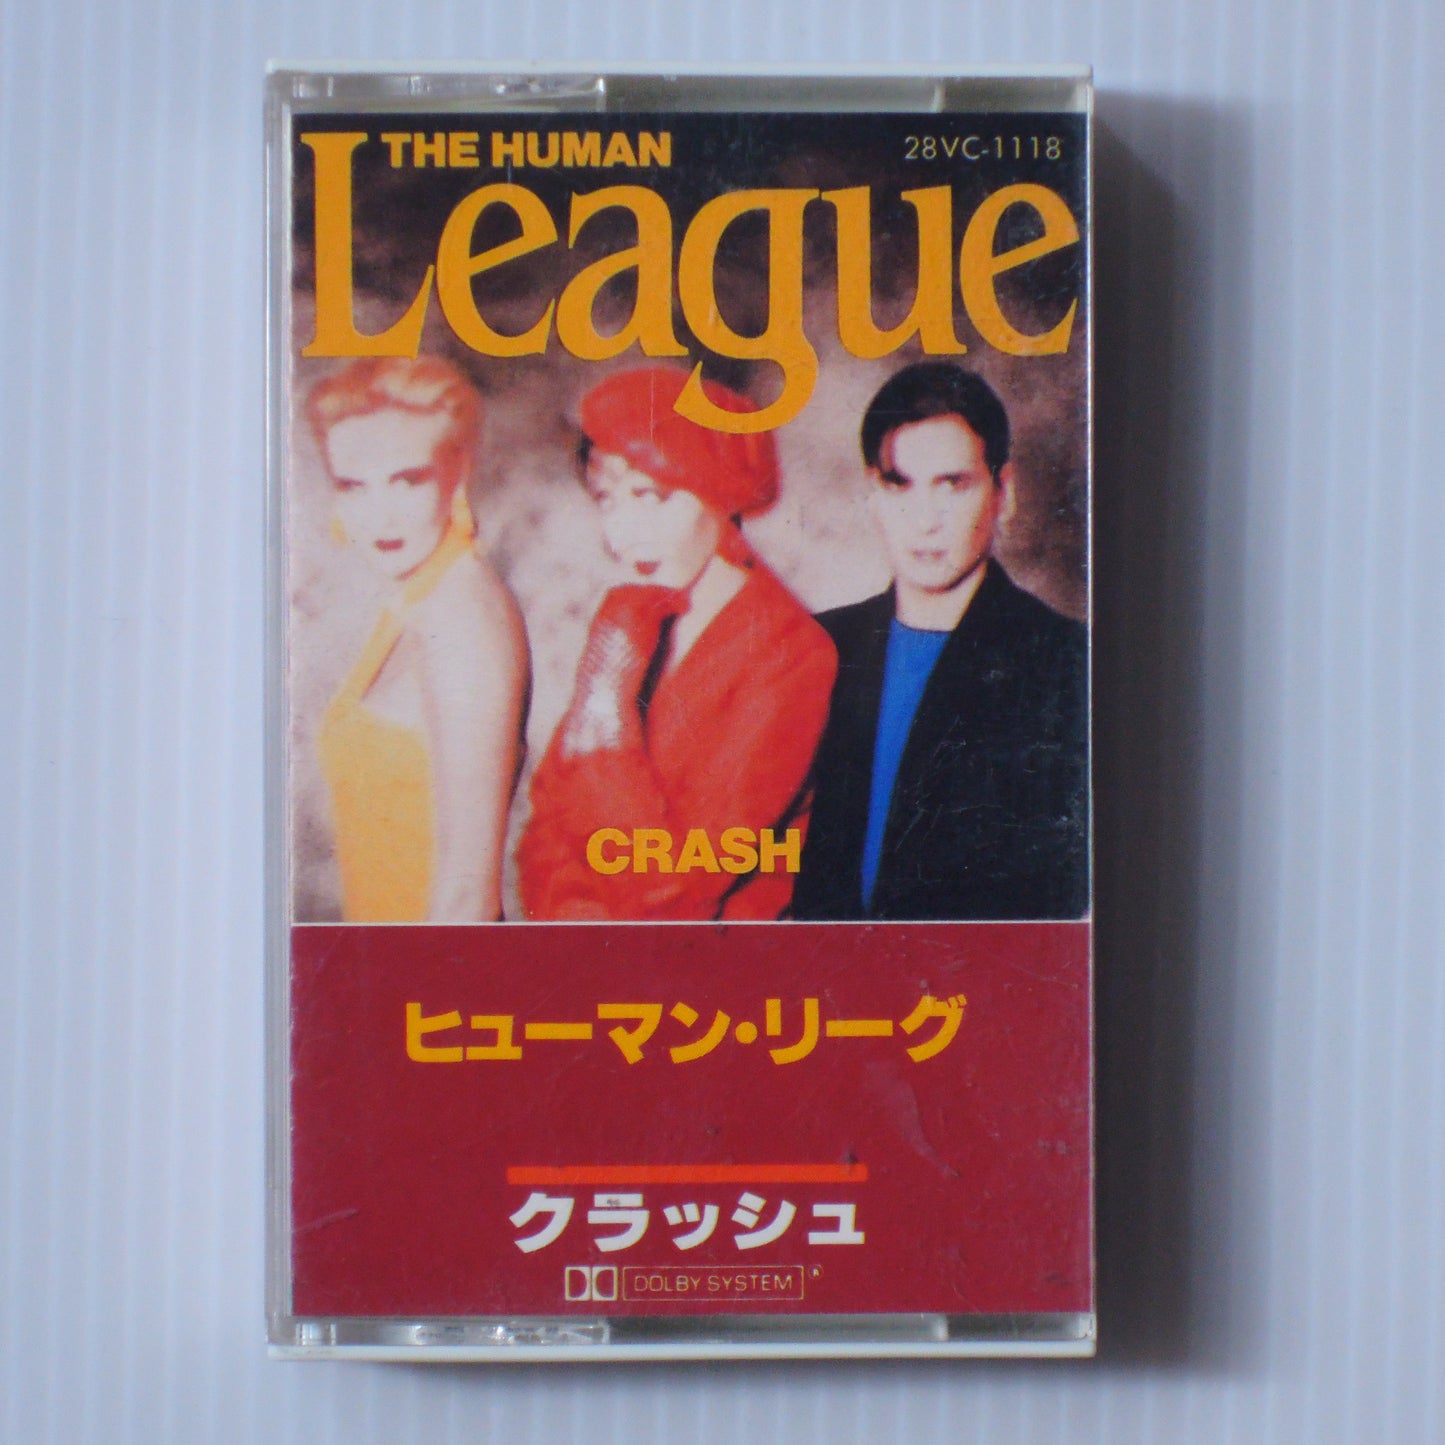 THE HUMAN
28VC-1118
League
CRASH
ヒューマン・リーグ
クラッシュ
DOLBY SYSTEM ®